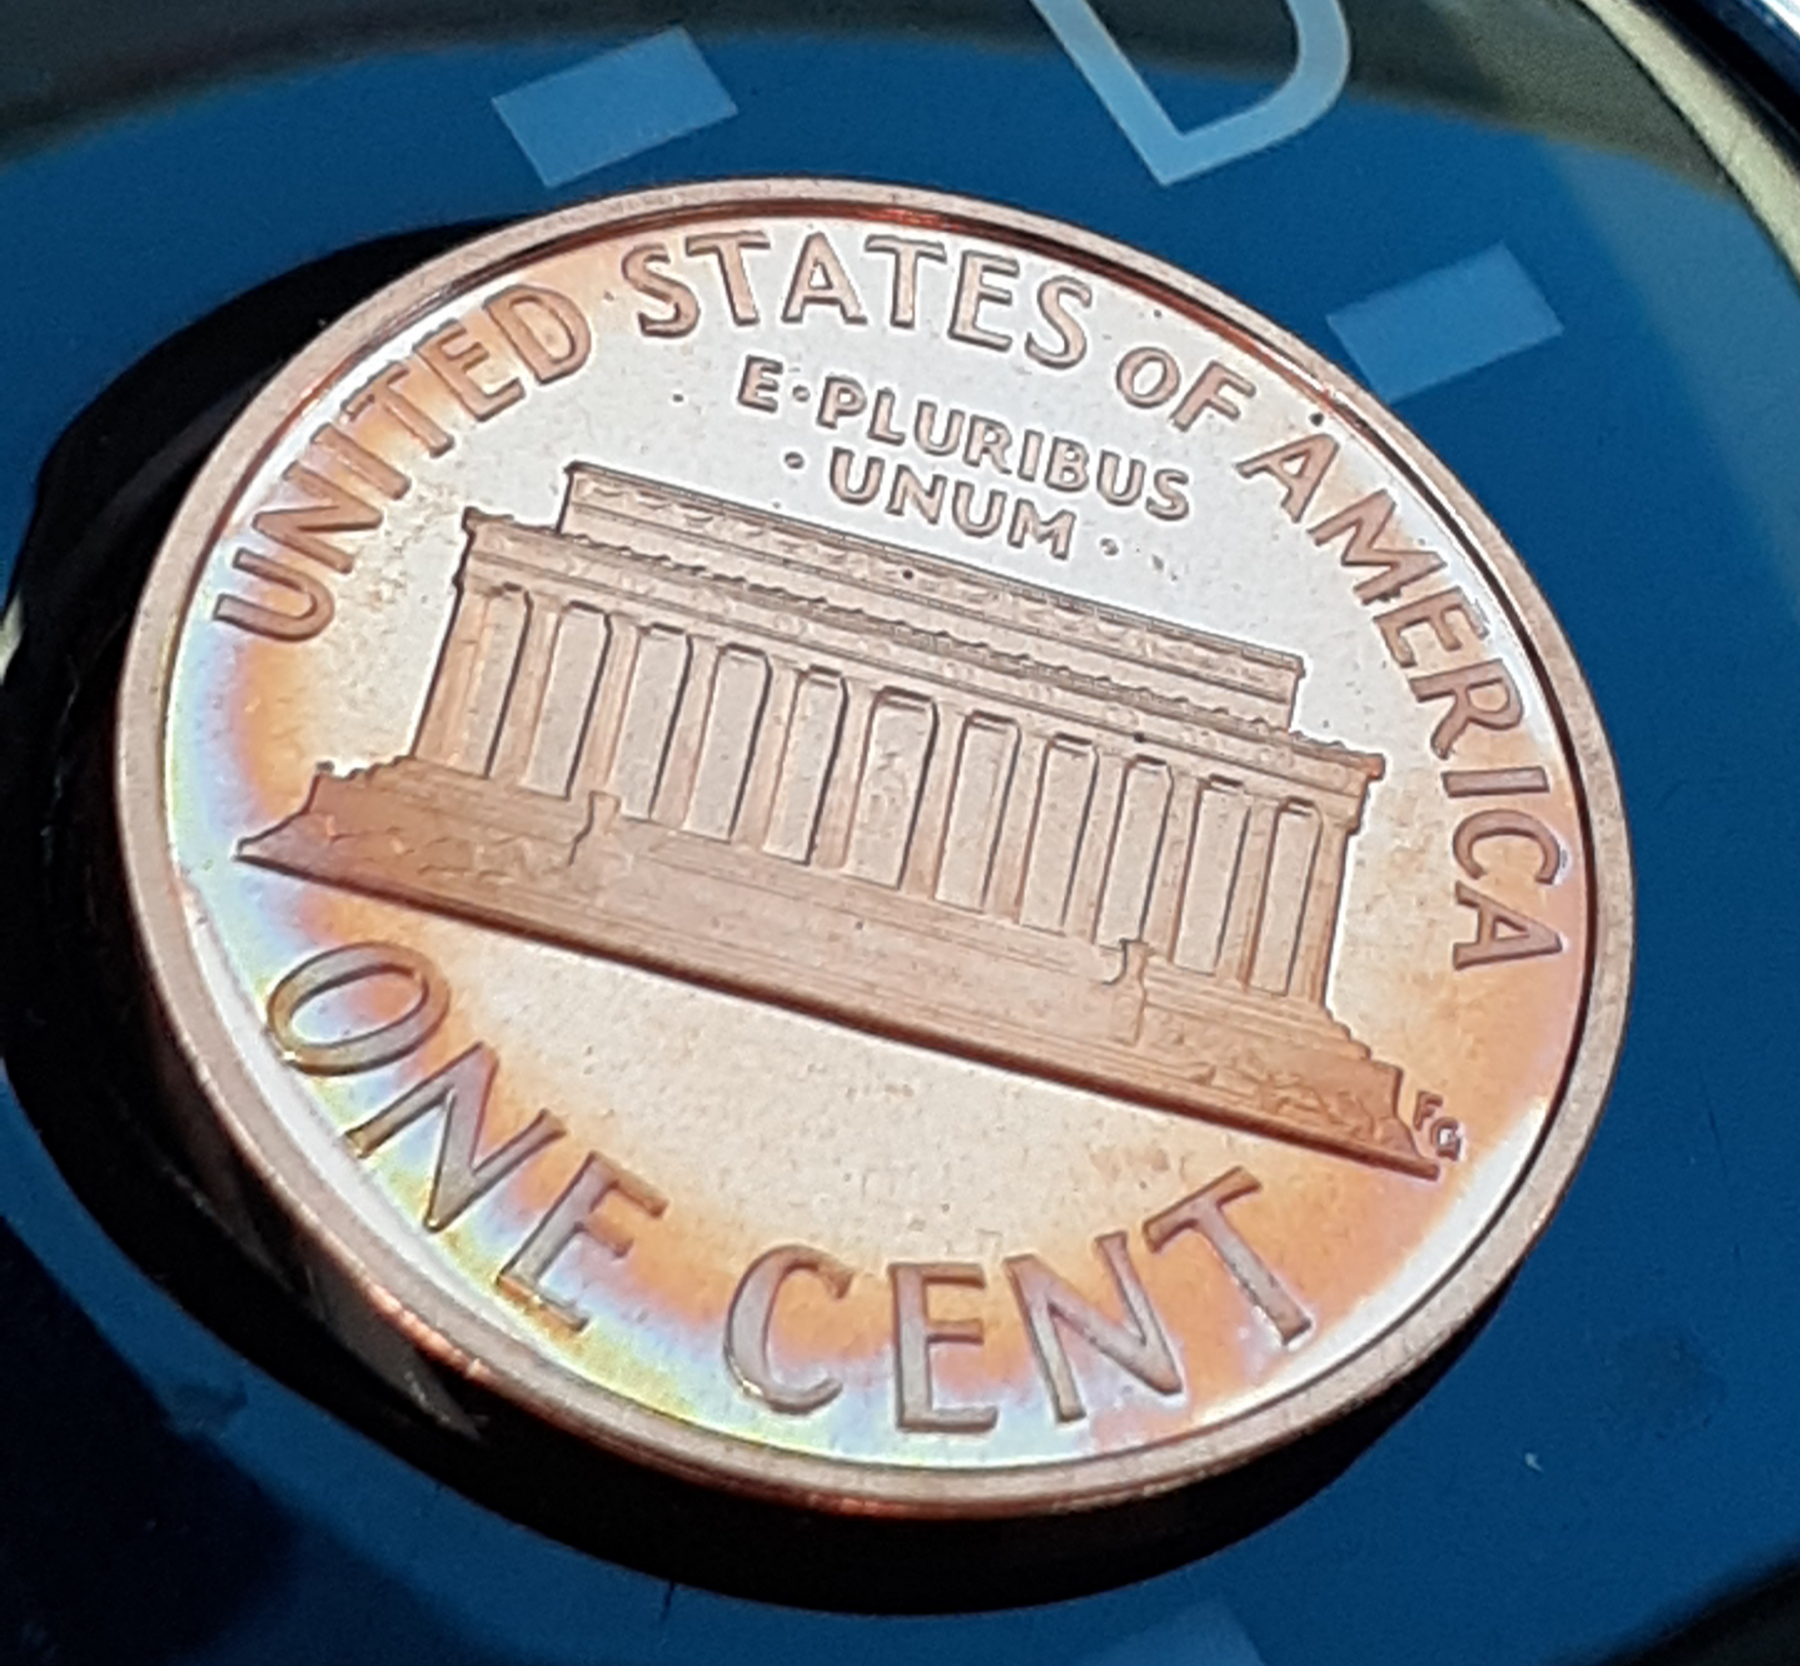 D
UNITED STATES OF AMERICA
E·PLURIBUS
·UNUM·
FG
ONE CENT